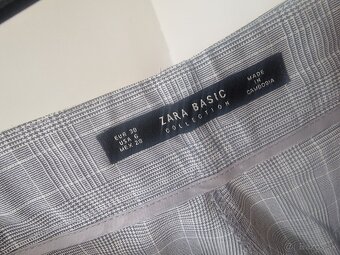 EUR 38
USA 6
MEX 28
ZARA BASIC
COLLECTION
MADE
IN
CAMBODIA